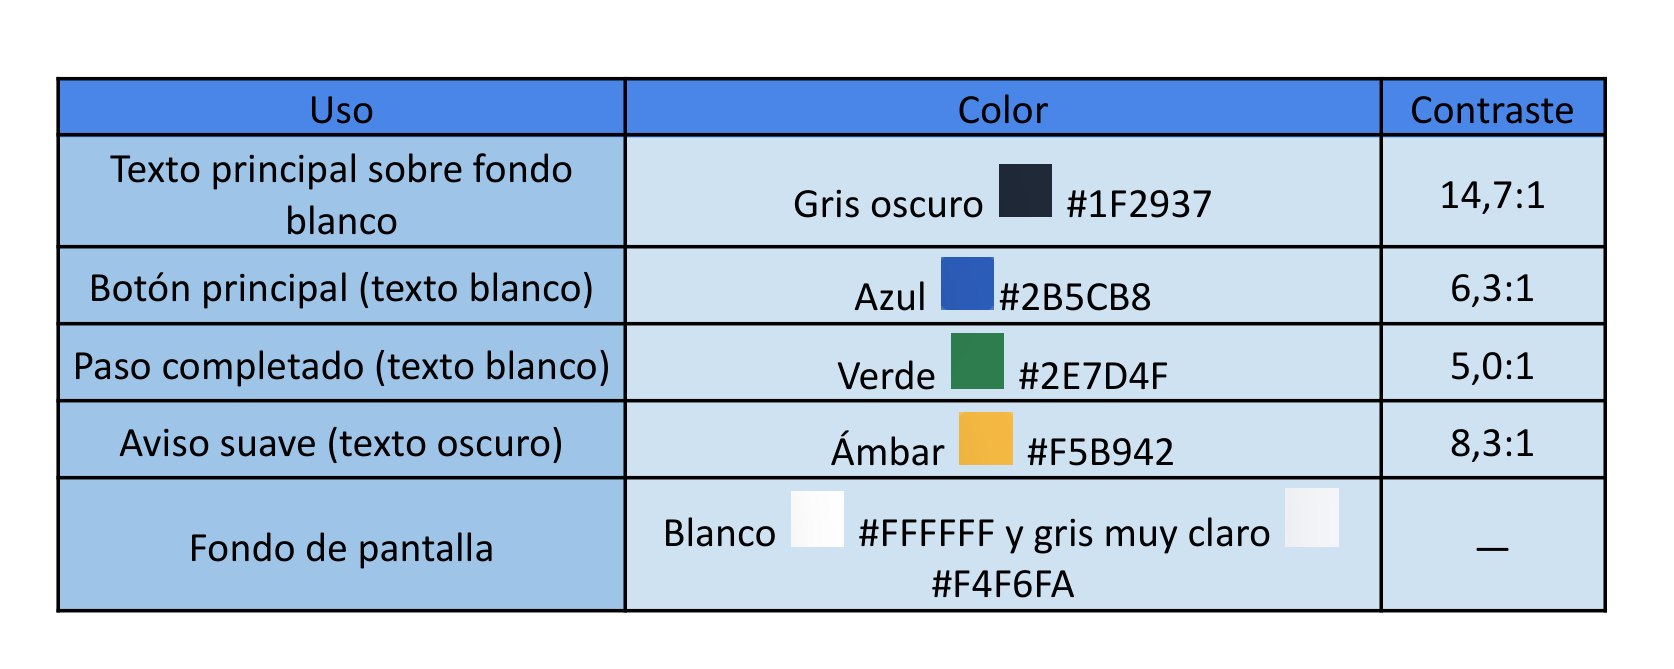 Uso
Color
Contraste
Texto principal sobre fondo
blanco
Gris oscuro #1F2937
14,7:1
Botón principal (texto blanco)
Azul #2B5CB8
6,3:1
Paso completado (texto blanco)
Verde #2E7D4F
5,0:1
Aviso suave (texto oscuro)
Ámbar #F5B942
8,3:1
Fondo de pantalla
Blanco #FFFFFF y gris muy claro
#F4F6FA
—